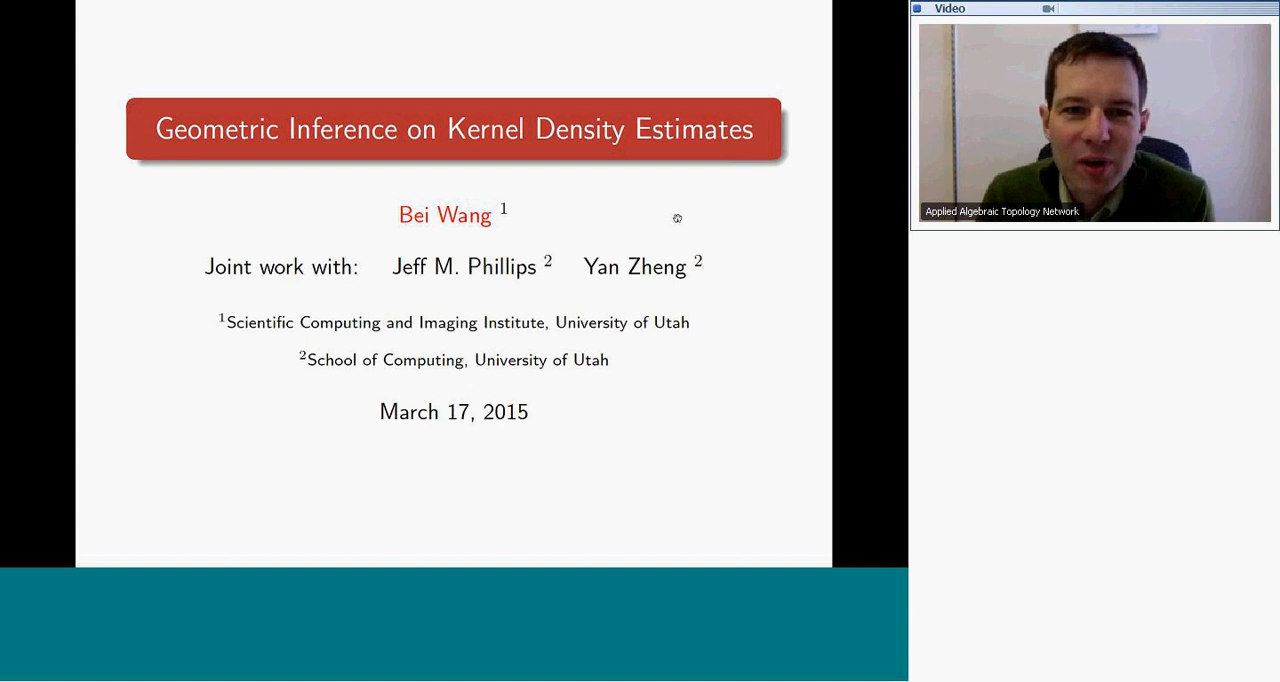 Geometric Inference on Kernel Density Estimates
Bei Wang 1
Joint work with: Jeff M. Phillips 2 Yan Zheng 2
1Scientific Computing and Imaging Institute, University of Utah
2School of Computing, University of Utah
March 17, 2015
Video
Applied Algebraic Topology Network